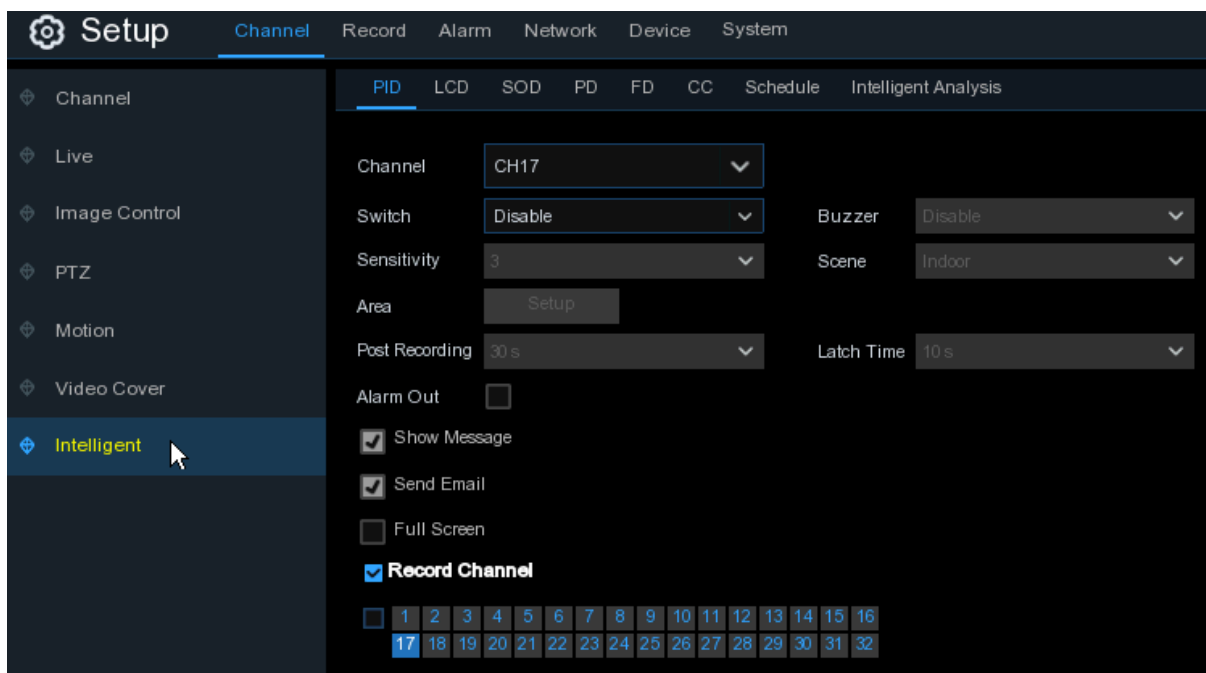 Setup Channel Record Alarm Network Device System
PID LCD SOD PD FD CC Schedule Intelligent Analysis
Channel
Live
Image Control
PTZ
Motion
Video Cover
Intelligent
Channel CH17
Switch Disable Buzzer Disable
Sensitivity 3 Scene Indoor
Area Setup
Post Recording 30 s Latch Time 10 s
Alarm Out
Show Message
Send Email
Full Screen
Record Channel
1 2 3 4 5 6 7 8 9 10 11 12 13 14 15 16
17 18 19 20 21 22 23 24 25 26 27 28 29 30 31 32